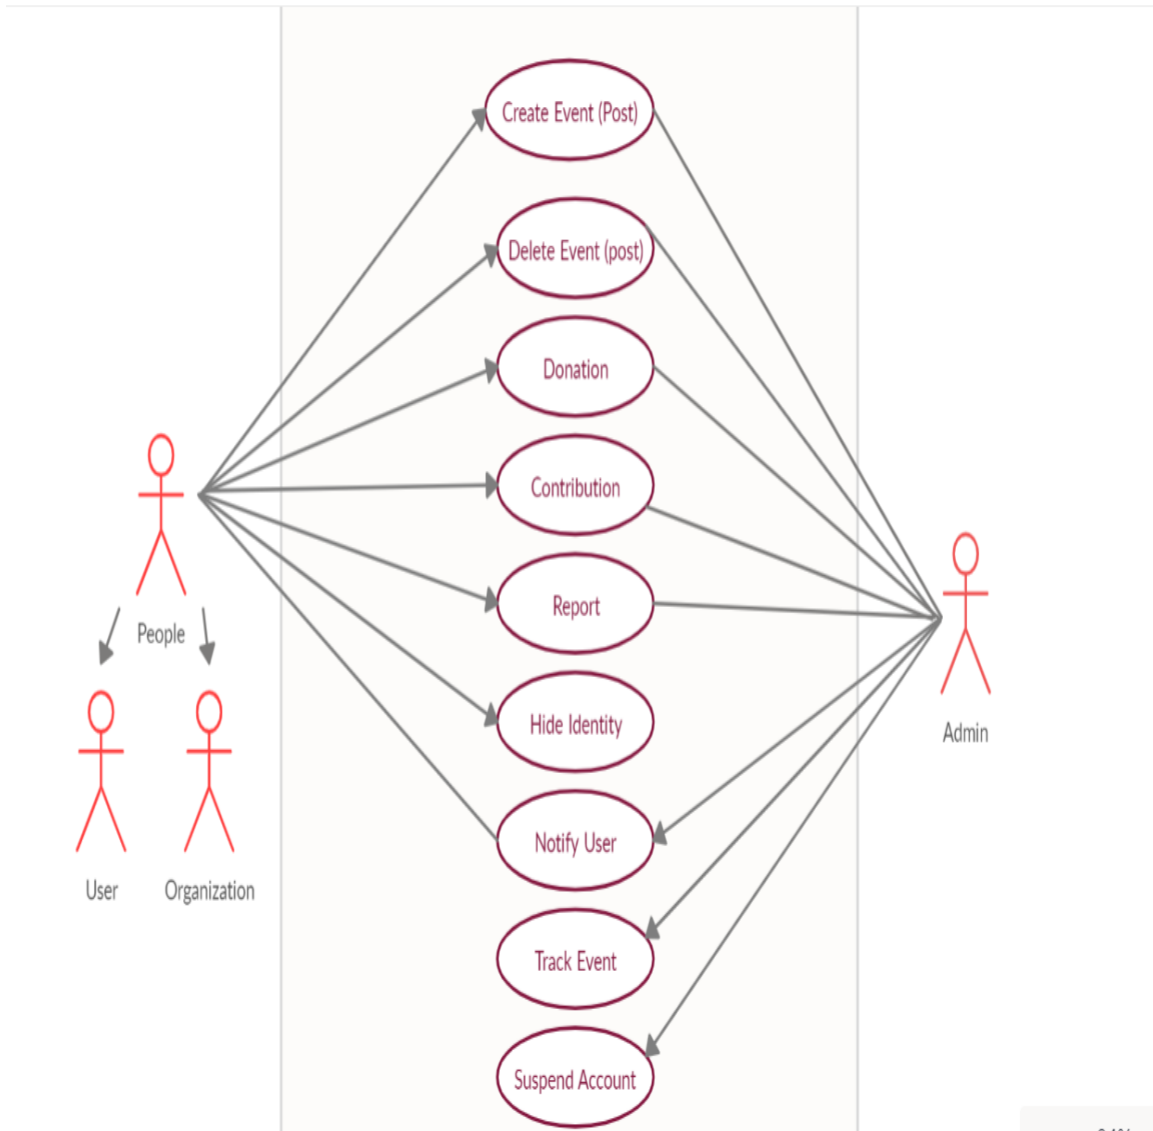 Create Event (Post)
Delete Event (post)
Donation
Contribution
Report
Hide Identity
Notify User
Track Event
Suspend Account
People
User
Organization
Admin